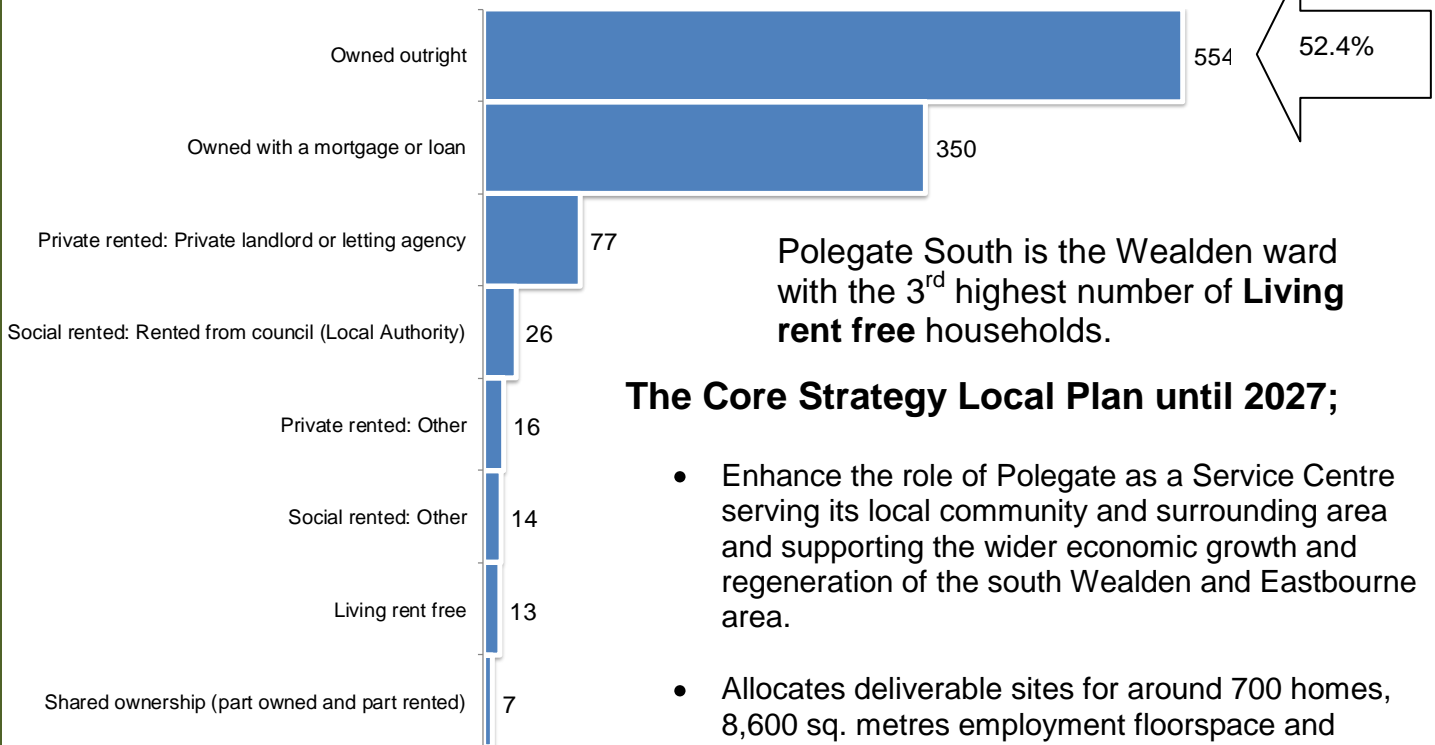 Owned outright
554
52.4%
Owned with a mortgage or loan
350
Private rented: Private landlord or letting agency
77
Social rented: Rented from council (Local Authority)
26
Private rented: Other
16
Social rented: Other
14
Living rent free
13
Shared ownership (part owned and part rented)
7
Polegate South is the Wealden ward
with the 3rd highest number of Living
rent free households.
The Core Strategy Local Plan until 2027;
• Enhance the role of Polegate as a Service Centre
serving its local community and surrounding area
and supporting the wider economic growth and
regeneration of the south Wealden and Eastbourne
area.
• Allocates deliverable sites for around 700 homes,
8,600 sq. metres employment floorspace and